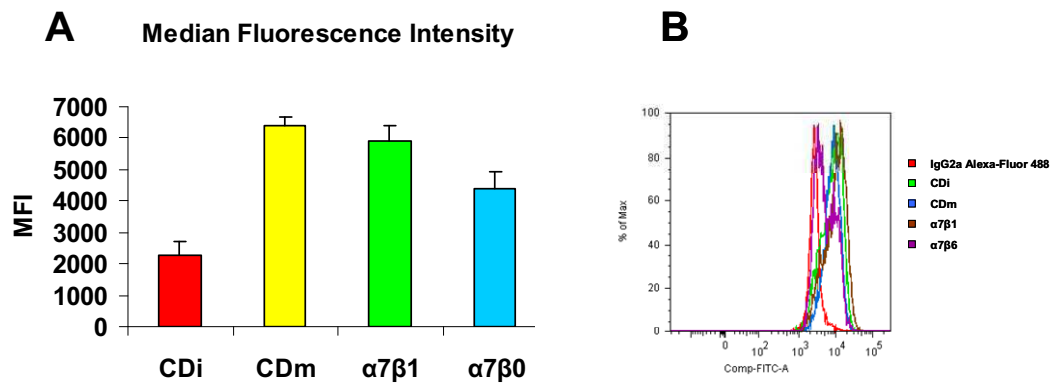 A
Median Fluorescence Intensity
7000
6000
5000
4000
3000
2000
1000
0
MFI
CDi CDm α7β1 α7β0
B
100
80
60
40
20
0
% of Max
0 10² 10³ 10⁴ 10⁵
Comp-FITC-A
IgG2a Alexa-Fluor 488
CDi
CDm
α7β1
α7β6